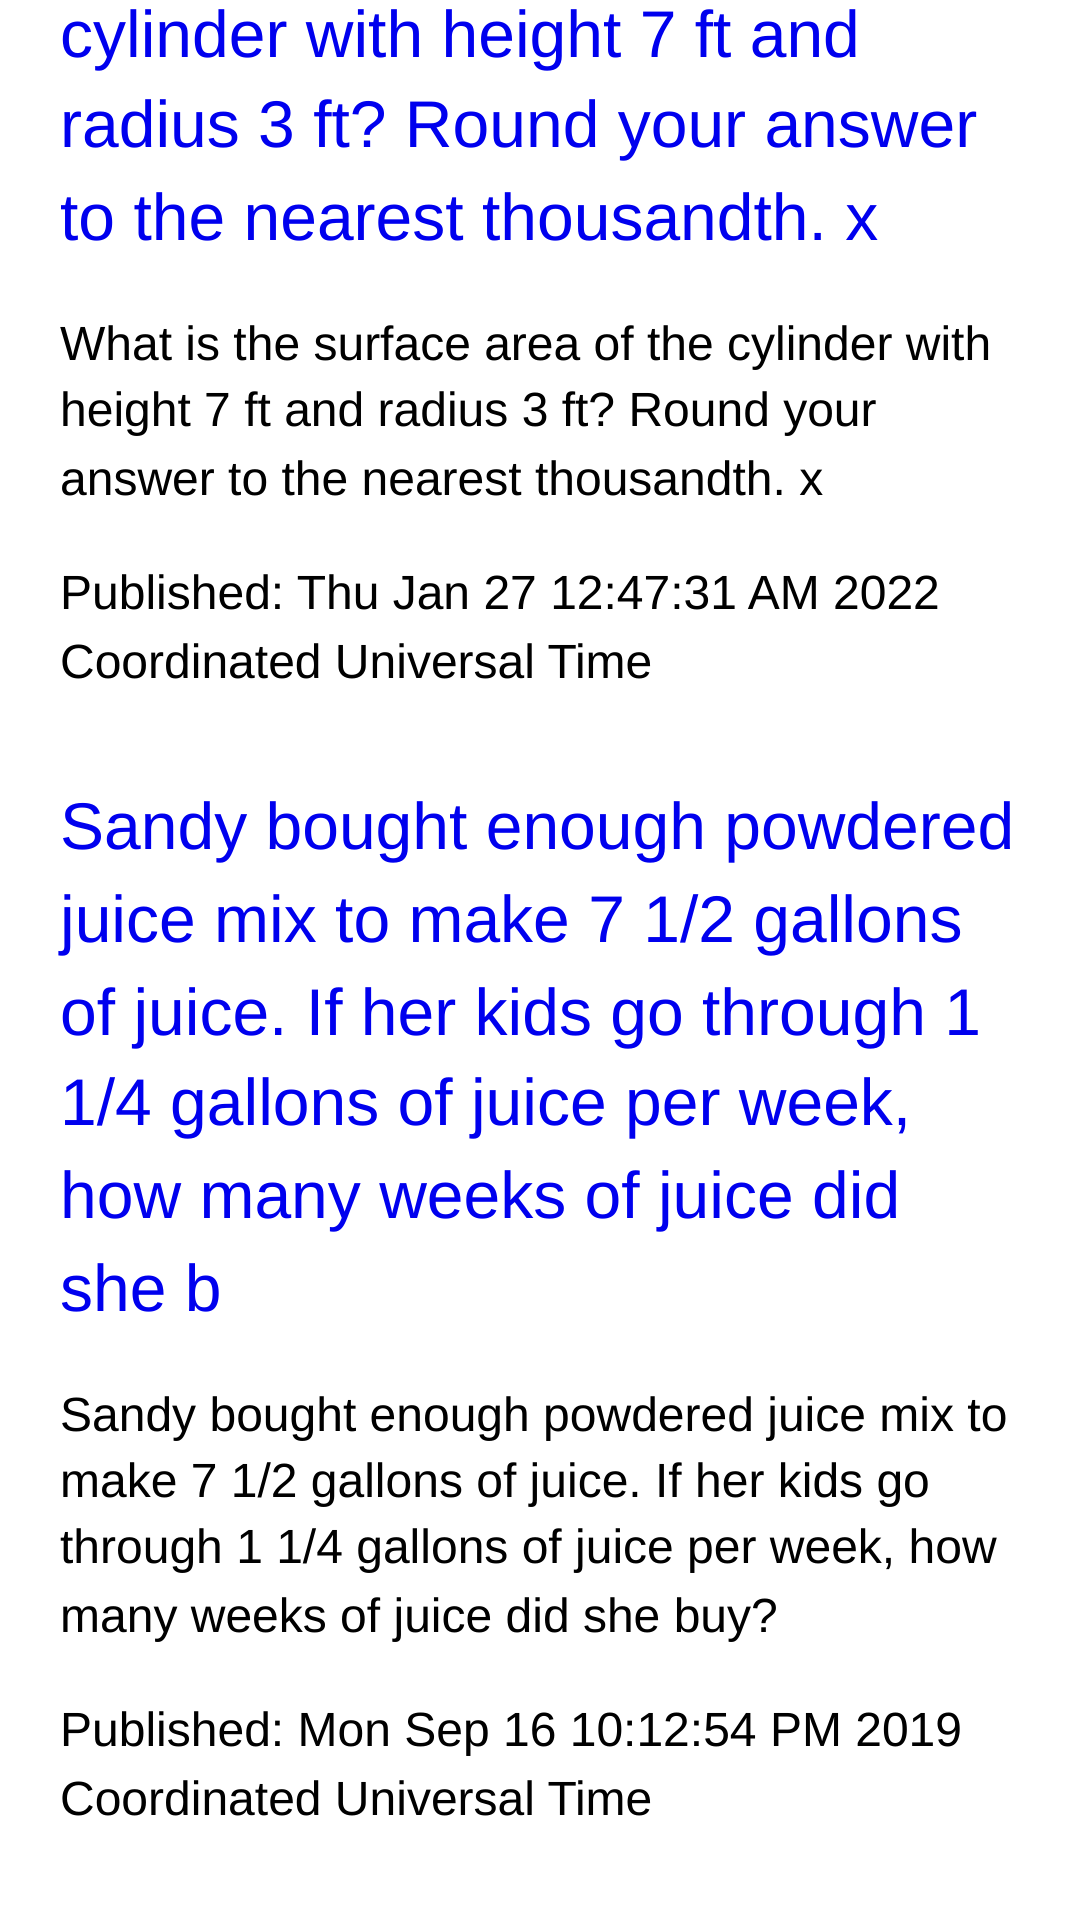 cylinder with height 7 ft and
radius 3 ft? Round your answer
to the nearest thousandth. x
What is the surface area of the cylinder with
height 7 ft and radius 3 ft? Round your
answer to the nearest thousandth. x
Published: Thu Jan 27 12:47:31 AM 2022
Coordinated Universal Time
Sandy bought enough powdered
juice mix to make 7 1/2 gallons
of juice. If her kids go through 1
1/4 gallons of juice per week,
how many weeks of juice did
she b
Sandy bought enough powdered juice mix to
make 7 1/2 gallons of juice. If her kids go
through 1 1/4 gallons of juice per week, how
many weeks of juice did she buy?
Published: Mon Sep 16 10:12:54 PM 2019
Coordinated Universal Time